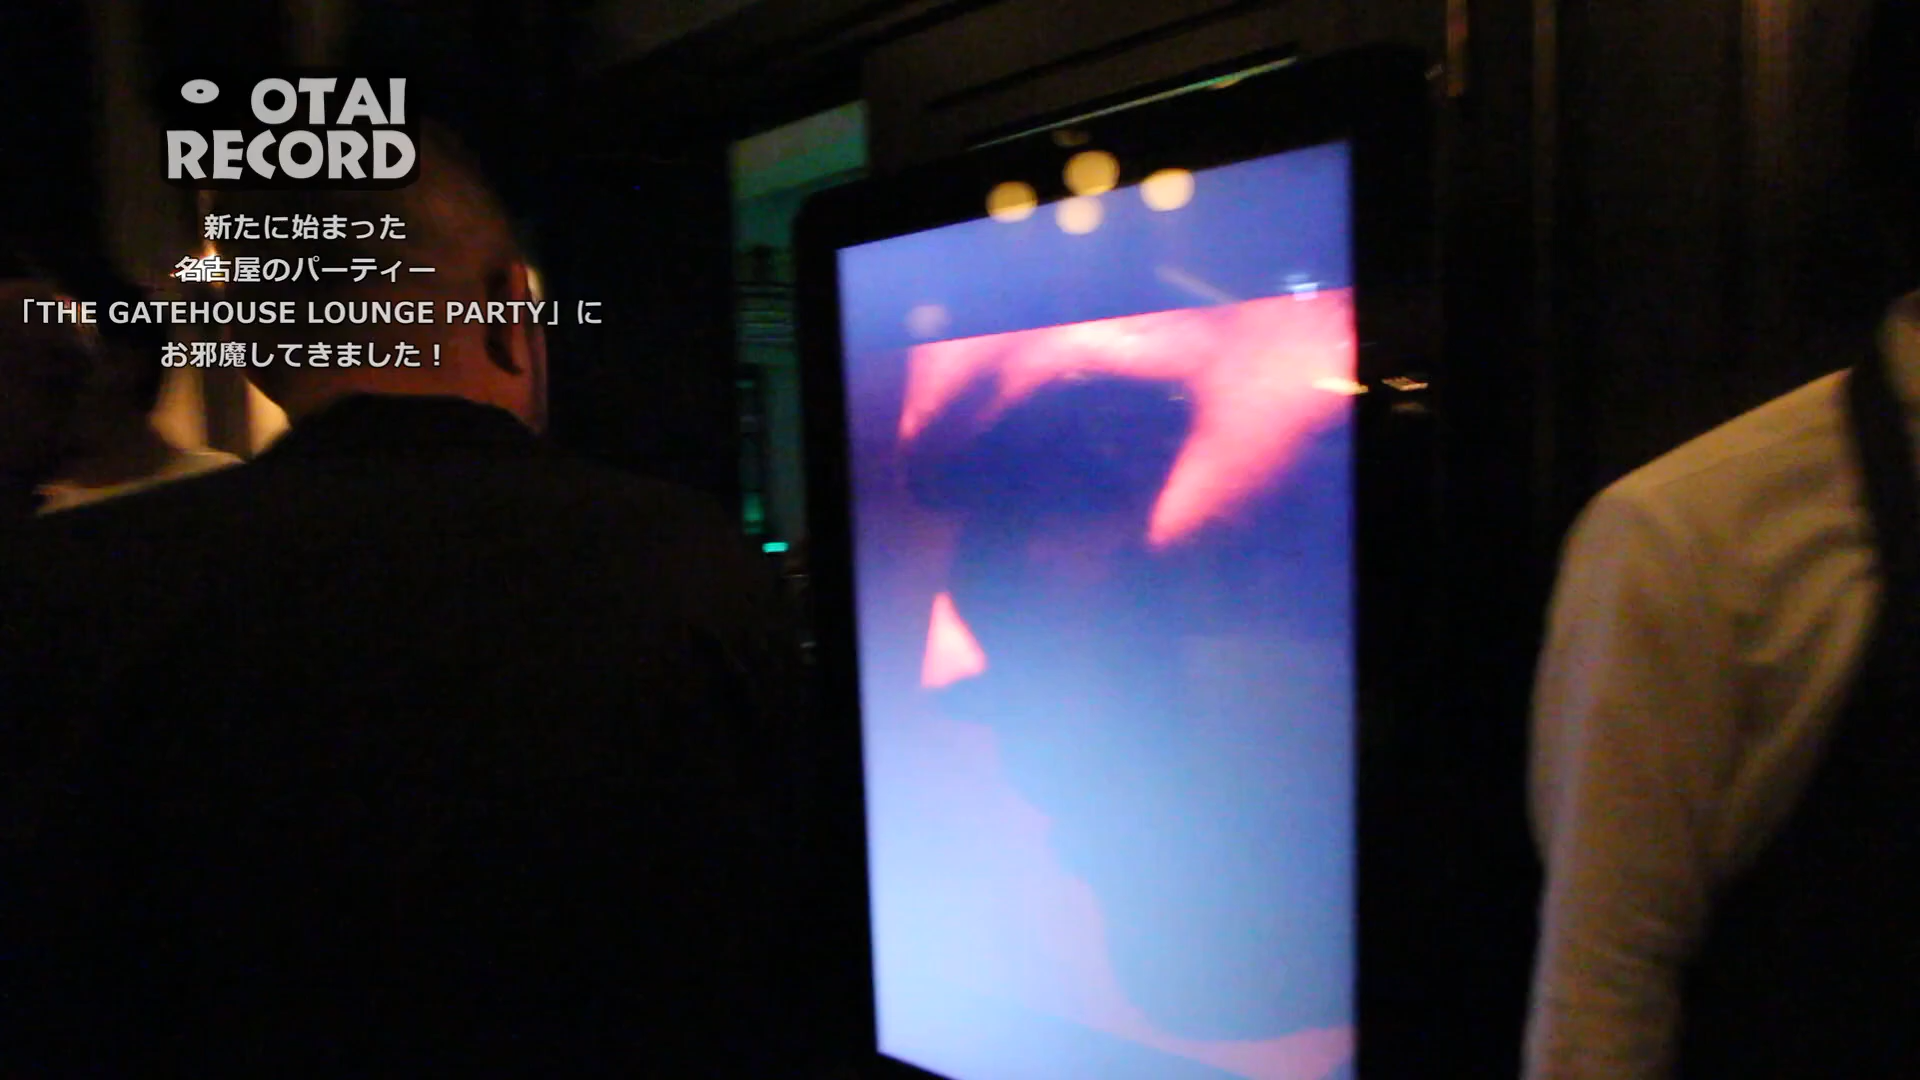 OTAI
RECORD
新たに始まった
名古屋のパーティー
「THE GATEHOUSE LOUNGE PARTY」に
お邪魔してきました！